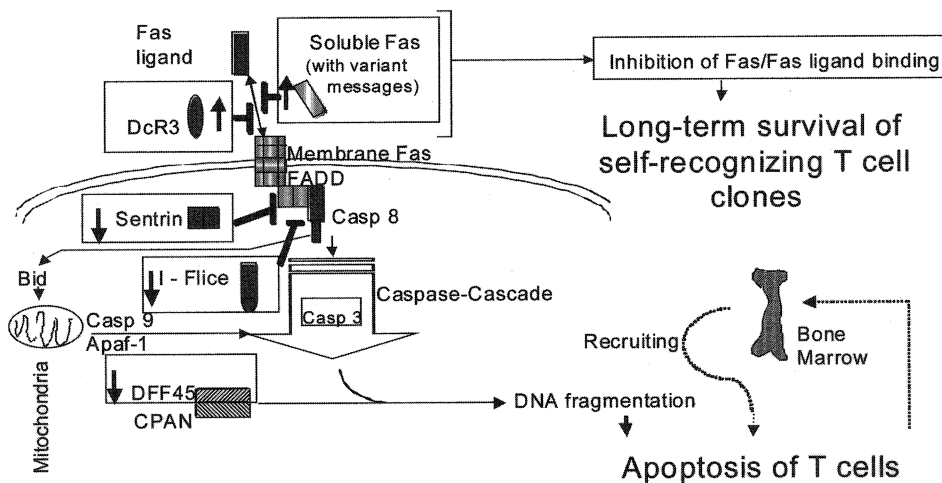 Fas
ligand
Soluble Fas
(with variant
messages)
DcR3
Membrane Fas
FADD
Sentrin
Casp 8
Bid
I - Flice
Caspase-Cascade
Casp 3
Casp 9
Apaf-1
Mitochondria
DFF45
CPAN
DNA fragmentation
Inhibition of Fas/Fas ligand binding
Long-term survival of
self-recognizing T cell
clones
Recruiting
Bone
Marrow
Apoptosis of T cells